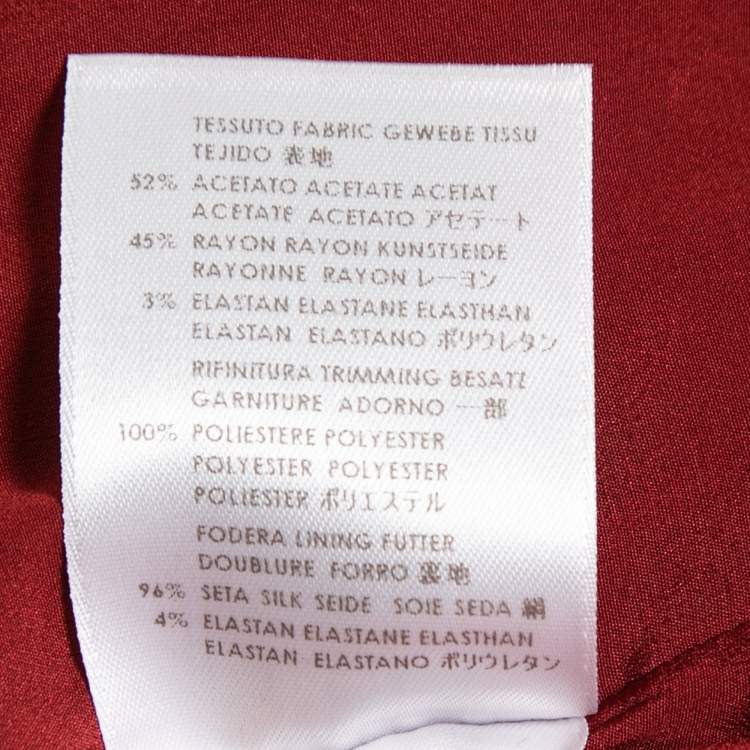 TESSUTO FABRIC GEWEBE TISSU
TEJIDO 表地
52% ACETATO ACETATE ACETAT
ACETATE ACETATO アセテート
45% RAYON RAYON KUNSTSEIDE
RAYONNE RAYON レーヨン
3% ELASTAN ELASTANE ELASTHAN
ELASTAN ELASTANO ポリウレタン
RIFINITURA TRIMMING BESATZ
GARNITURE ADORNO 一部
100% POLIESTERE POLYESTER
POLYESTER POLYESTER
POLIESTER ポリエステル
FODERA LINING FUTTER
DOUBLURE FORRO 裏地
96% SETA SILK SEIDE SOIE SEDA 絹
4% ELASTAN ELASTANE ELASTHAN
ELASTAN ELASTANO ポリウレタン